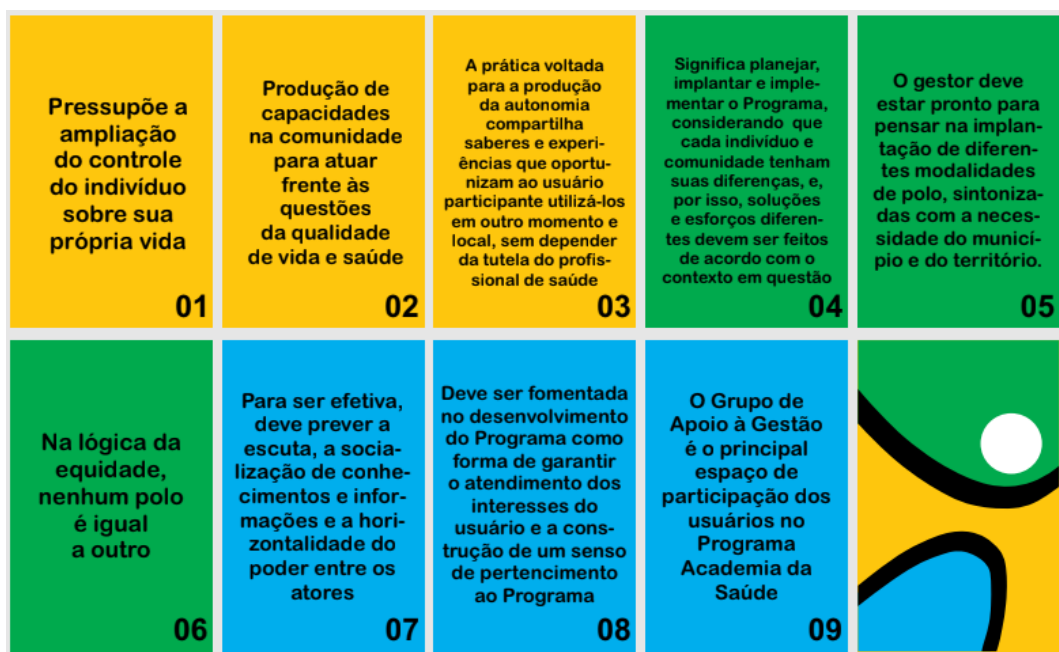 Pressupõe a
ampliação
do controle
do indivíduo
sobre sua
própria vida
01
Produção de
capacidades
na comunidade
para atuar
frente às
questões
da qualidade
de vida e saúde
02
A prática voltada
para a produção
da autonomia
compartilha
saberes e experi-
ências que oportu-
nizam ao usuário
participante utilizá-los
em outro momento e
local, sem depender
da tutela do profis-
sional de saúde
03
Significa planejar,
implantar e imple-
mentar o Programa,
considerando que
cada indivíduo e
comunidade tenham
suas diferenças, e,
por isso, soluções
e esforços diferen-
tes devem ser feitos
de acordo com o
contexto em questão
04
O gestor deve
estar pronto para
pensar na implan-
tação de diferen-
tes modalidades
de polo, sintoniza-
das com a neces-
sidade do municí-
pio e do território.
05
Na lógica da
equidade,
nenhum polo
é igual
a outro
06
Para ser efetiva,
deve prever a
escuta, a socia-
lização de conhe-
cimentos e infor-
mações e a hori-
zontalidade do
poder entre os
atores
07
Deve ser fomentada
no desenvolvimento
do Programa como
forma de garantir
o atendimento dos
interesses do
usuário e a cons-
trução de um senso
de pertencimento
ao Programa
08
O Grupo de
Apoio à Gestão
é o principal
espaço de
participação dos
usuários no
Programa
Academia da
Saúde
09